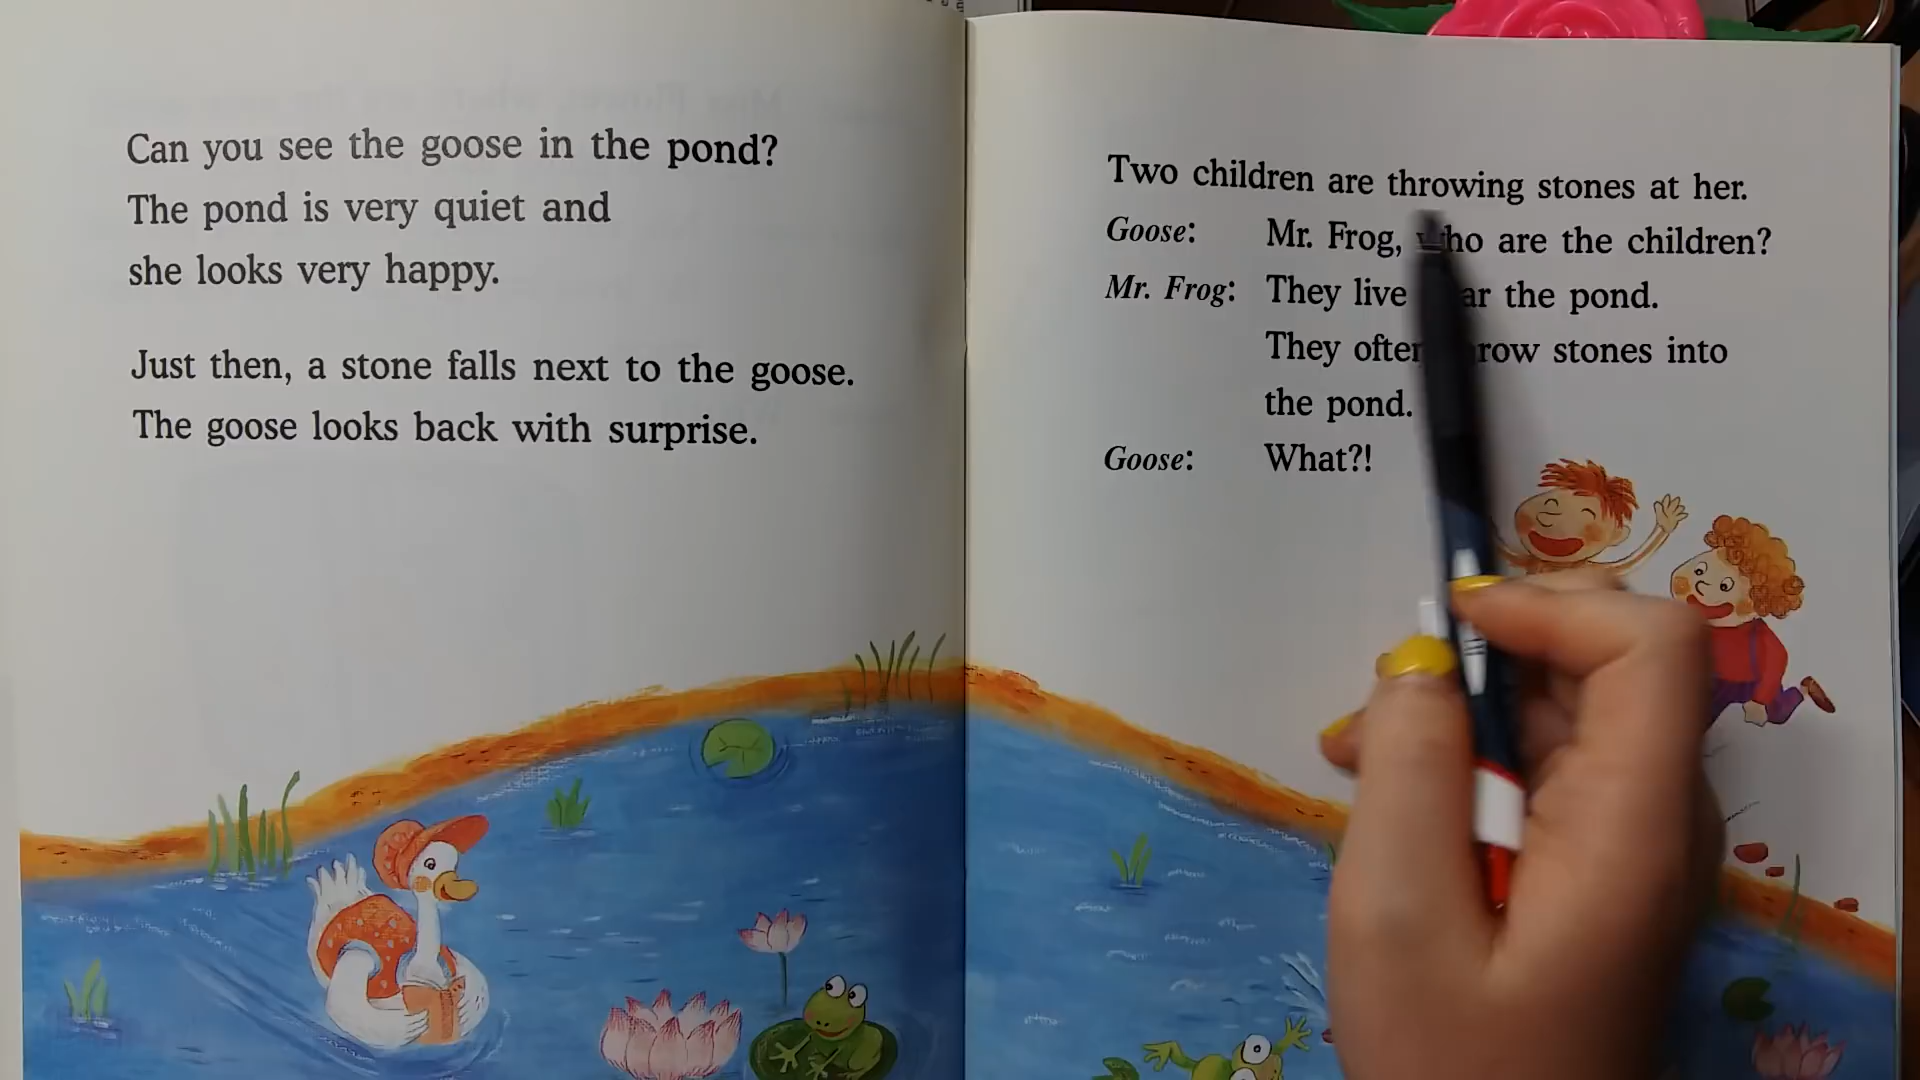 Can you see the goose in the pond?
The pond is very quiet and
she looks very happy.
Just then, a stone falls next to the goose.
The goose looks back with surprise.
Two children are throwing stones at her.
Goose: Mr. Frog, who are the children?
Mr. Frog: They live the pond.
They often stones into
the pond.
Goose: What?!